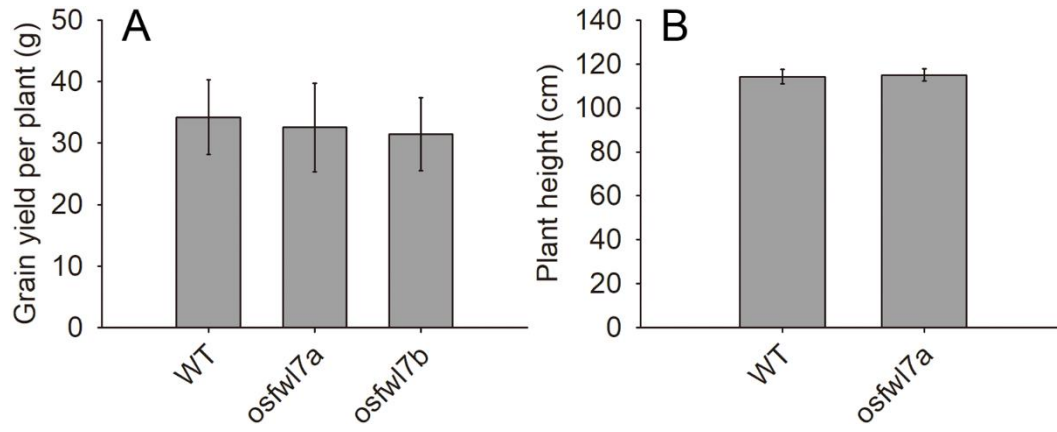 A
Grain yield per plant (g)
50
40
30
20
10
0
WT
osfwl7a
osfwl7b
B
Plant height (cm)
140
120
100
80
60
40
20
0
WT
osfwl7a